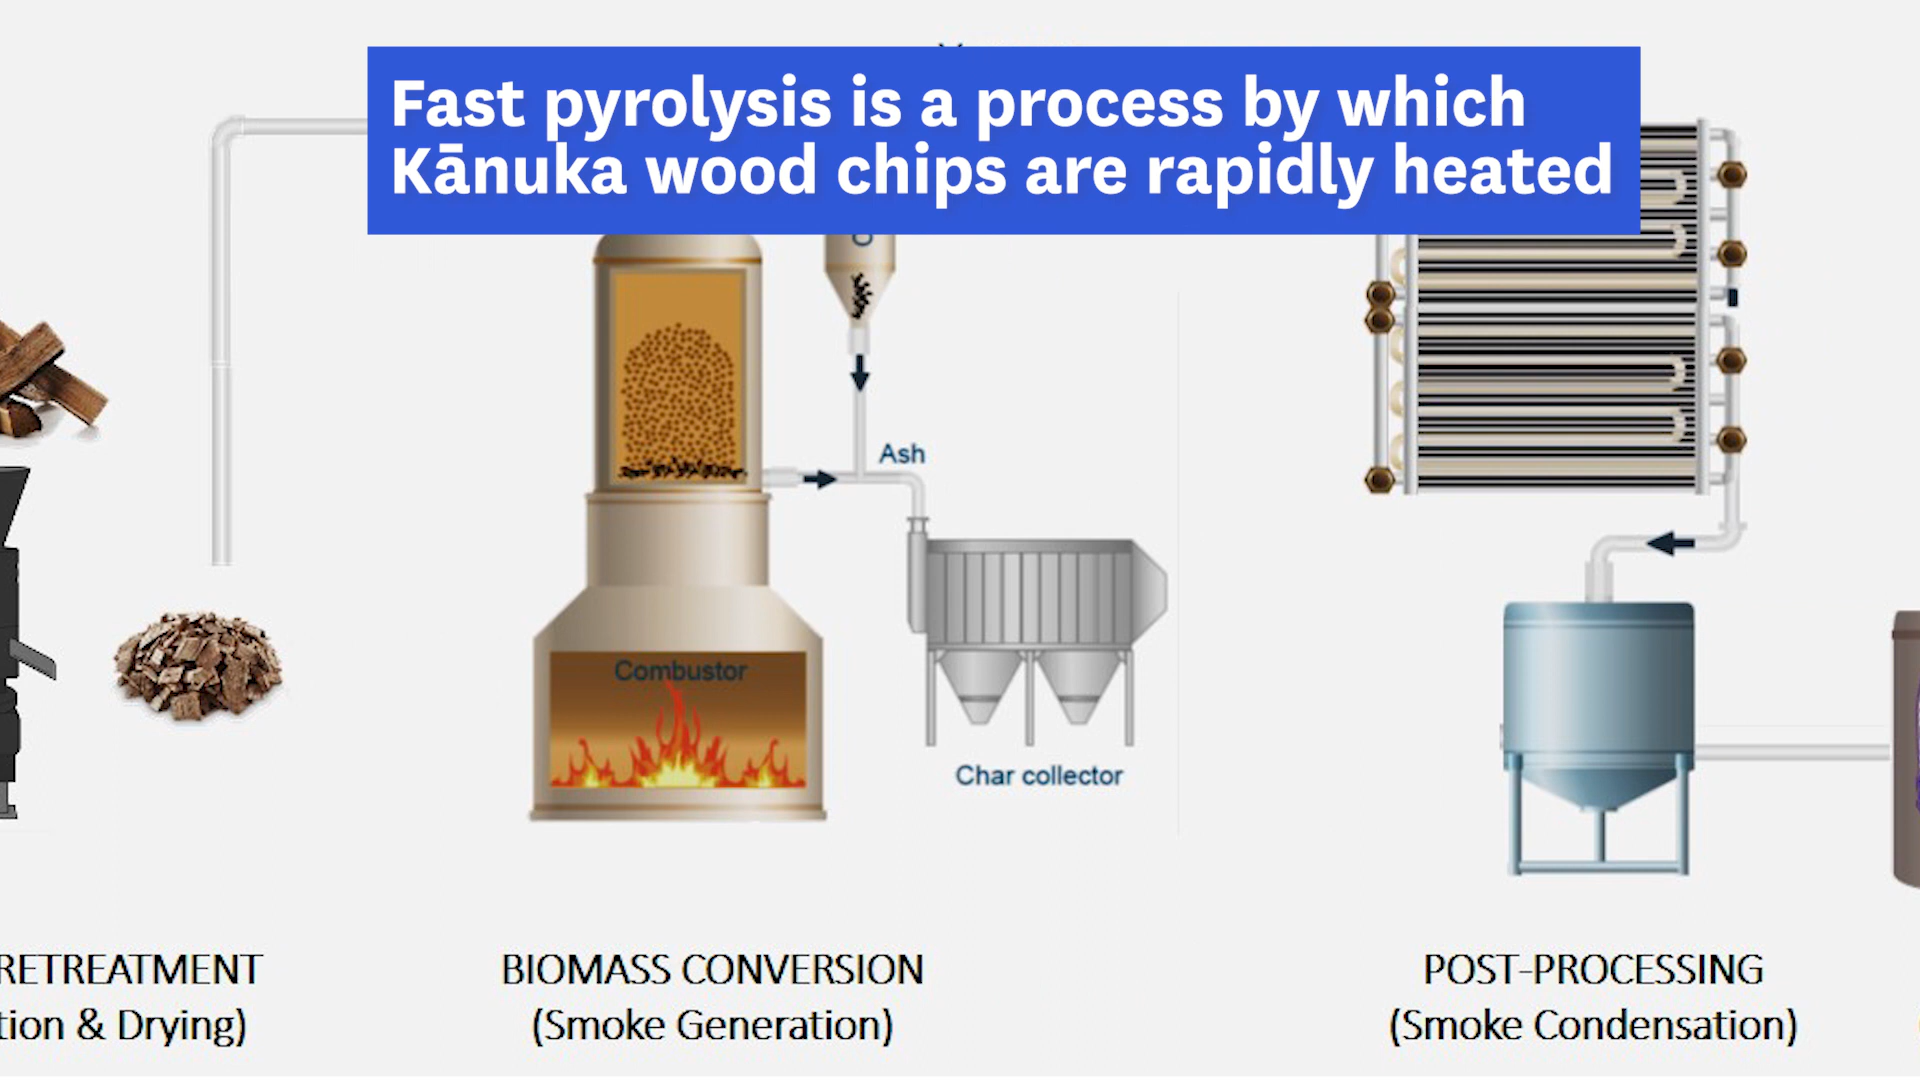 Fast pyrolysis is a process by which
Kānuka wood chips are rapidly heated
Ash
Combustor
Char collector
RETREATMENT
tion & Drying)
BIOMASS CONVERSION
(Smoke Generation)
POST-PROCESSING
(Smoke Condensation)